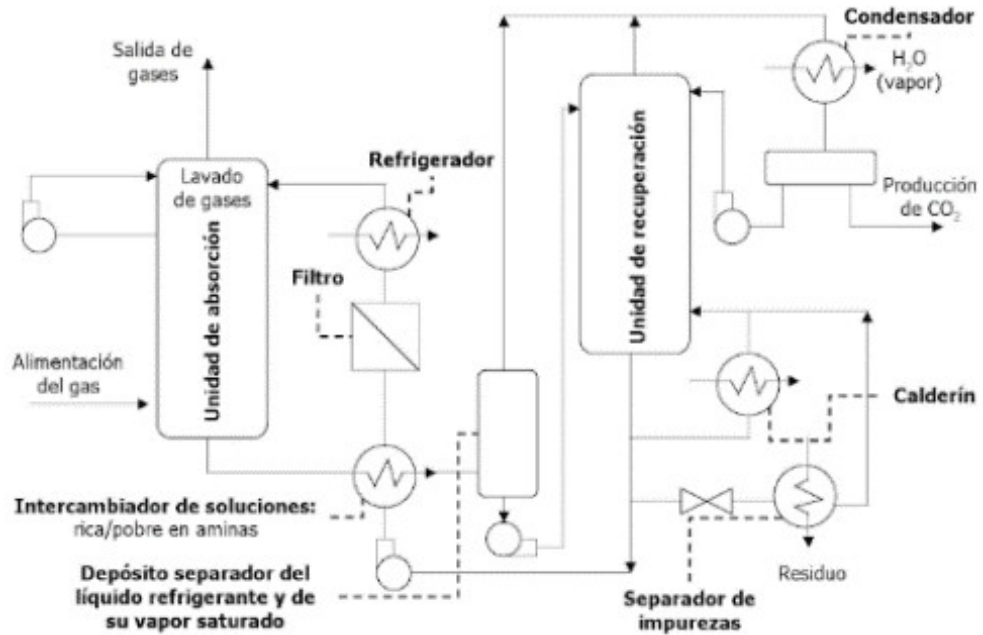 Condensador
Salida de
gases
H₂O
(vapor)
Lavado
de gases
Refrigerador
Unidad de absorción
Unidad de recuperación
Producción
de CO₂
Filtro
Alimentación
del gas
Calderín
Intercambiador de soluciones:
rica/pobre en aminas
Depósito separador del
líquido refrigerante y de
su vapor saturado
Separador de
impurezas
Residuo